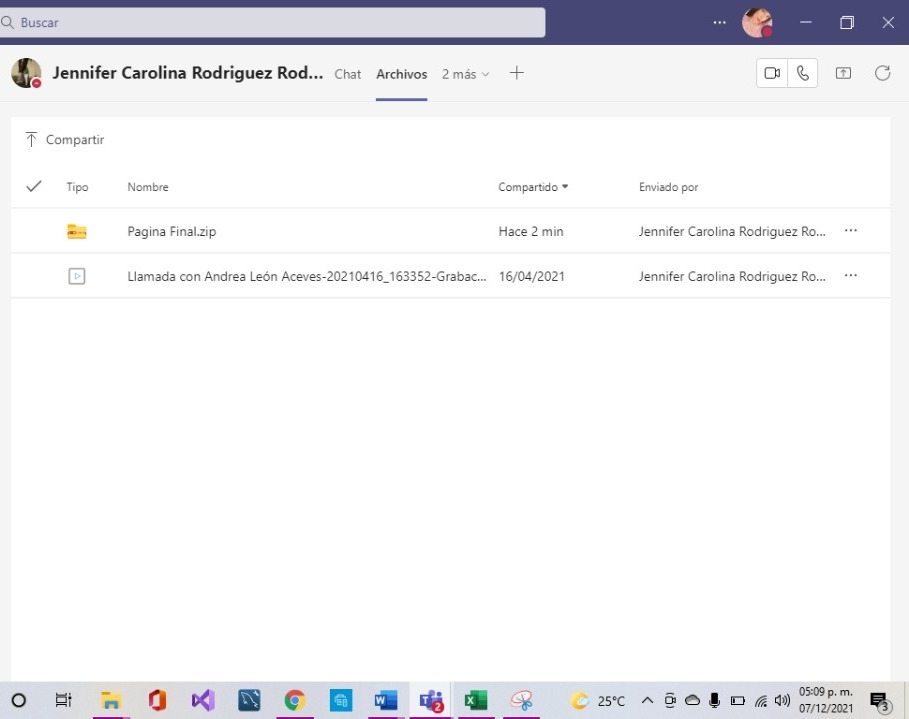 Buscar
Jennifer Carolina Rodriguez Rod... Chat Archivos 2 más
Compartir
Tipo Nombre Compartido Enviado por
Pagina Final.zip Hace 2 min Jennifer Carolina Rodriguez Ro...
Llamada con Andrea León Aceves-20210416_163352-Grabac... 16/04/2021 Jennifer Carolina Rodriguez Ro...
25°C 05:09 p. m.
07/12/2021
2
3